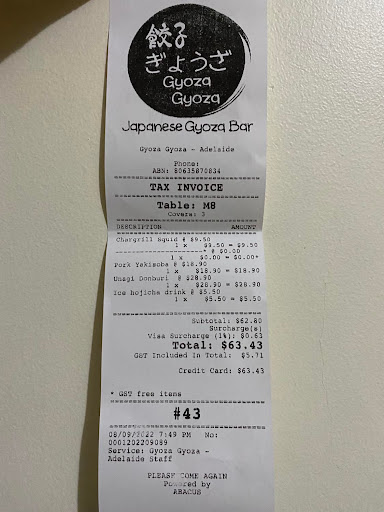 餃子
ぎょうざ
Gyoza
Gyoza
Japanese Gyoza Bar
Gyoza Gyoza - Adelaide
Phone:
ABN: 80635870834
TAX INVOICE
Table: M8
Covers: 3
DESCRIPTION AMOUNT
Chargrill Squid @ $9.50
1 x $9.50 = $9.50
--------------------* @ $0.00
1 x $0.00 = $0.00*
Pork Yakisoba @ $18.90
1 x $18.90 = $18.90
Unagi Donburi @ $28.90
1 x $28.90 = $28.90
Ice hojicha drink @ $5.50
1 x $5.50 = $5.50
Subtotal: $62.80
Surcharge(s)
Visa Surcharge (1%): $0.63
Total: $63.43
GST Included In Total: $5.71
Credit Card: $63.43
* GST free items
#43
08/09/2022 7:49 PM No:
0001202209089
Service: Gyoza Gyoza -
Adelaide Staff
PLEASE COME AGAIN
Powered by
ABACUS